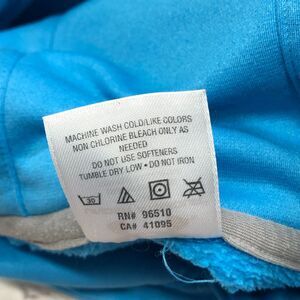 MACHINE WASH COLD/LIKE COLORS
NON CHLORINE BLEACH ONLY AS
NEEDED
DO NOT USE SOFTENERS
TUMBLE DRY LOW • DO NOT IRON
30
RN# 96510
CA# 41095